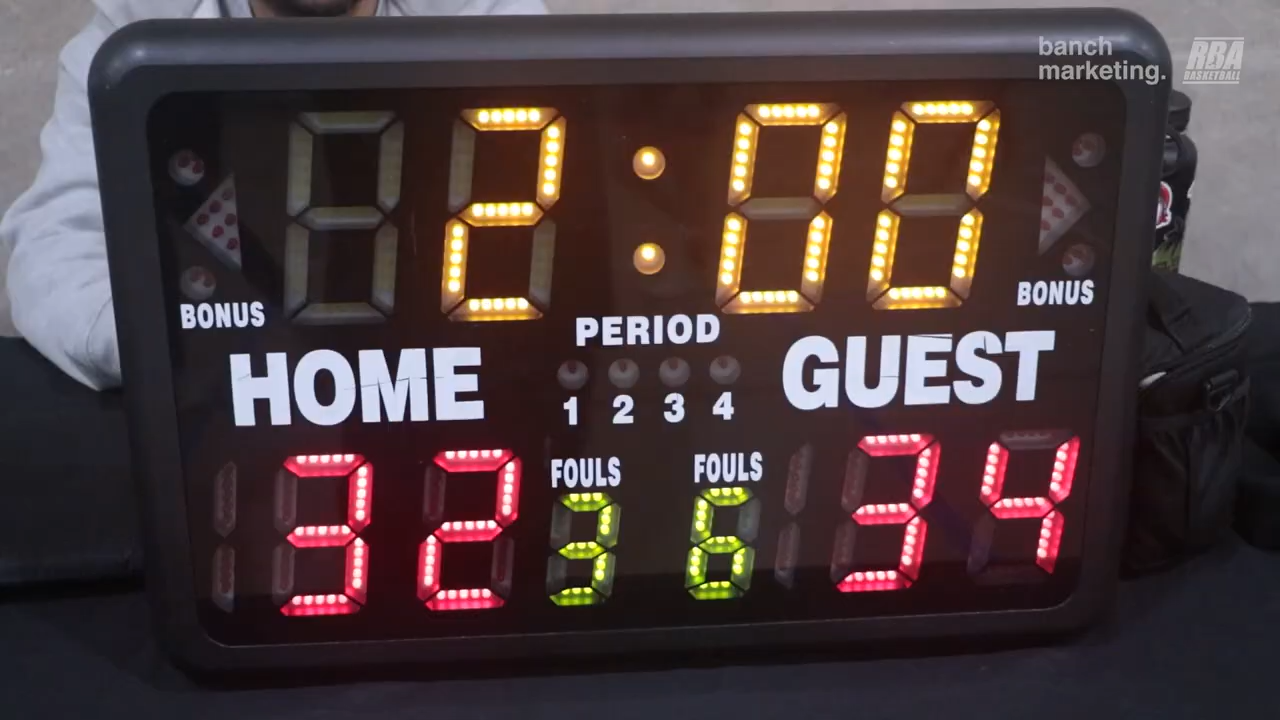 banch
marketing.
RBA
BASKETBALL
2:00
BONUS
BONUS
PERIOD
HOME
GUEST
1 2 3 4
FOULS
FOULS
32
3
6
34